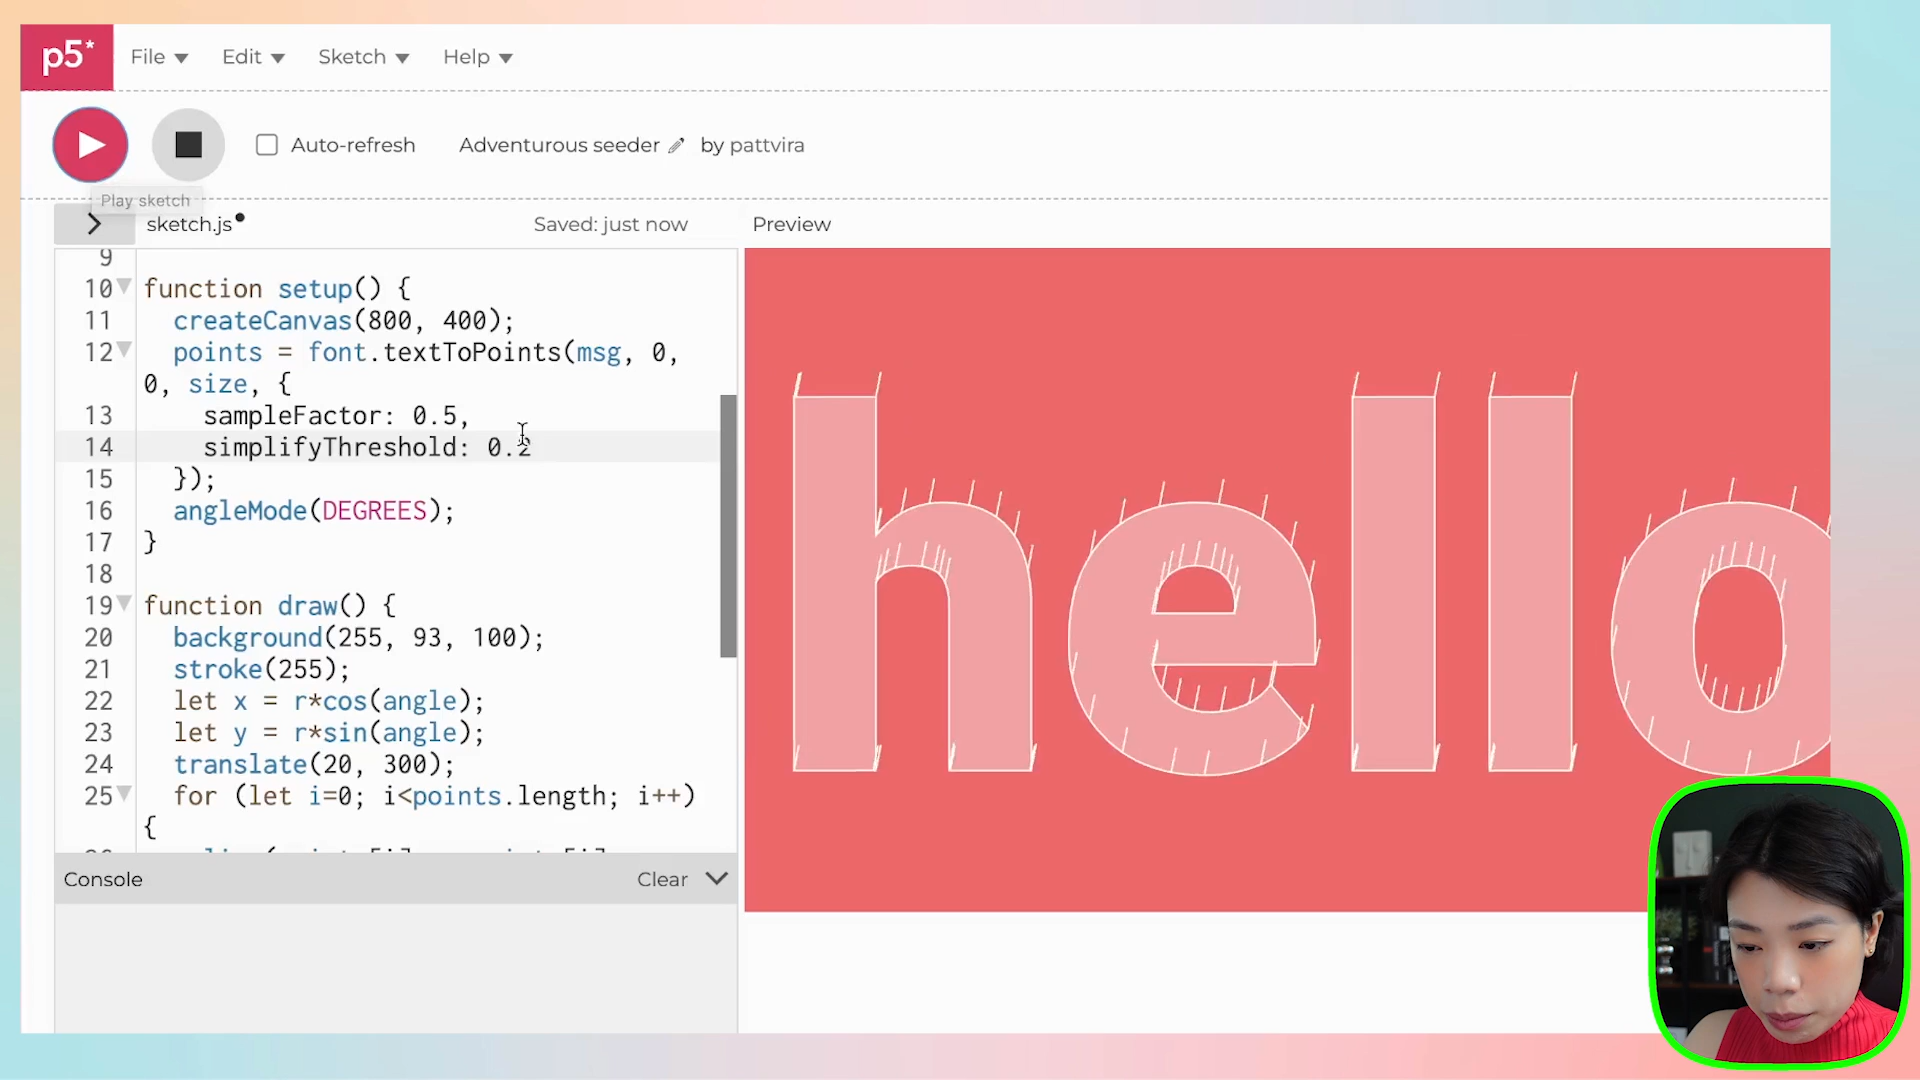 p5*
File Edit Sketch Help
Auto-refresh Adventurous seeder by pattvira
Play sketch
sketch.js Saved: just now Preview
9
10 function setup() {
11 createCanvas(800, 400);
12 points = font.textToPoints(msg, 0,
0, size, {
13 sampleFactor: 0.5,
14 simplifyThreshold: 0.2
15 });
16 angleMode(DEGREES);
17 }
18
19 function draw() {
20 background(255, 93, 100);
21 stroke(255);
22 let x = r*cos(angle);
23 let y = r*sin(angle);
24 translate(20, 300);
25 for (let i=0; i<points.length; i++)
{
Console Clear
hello